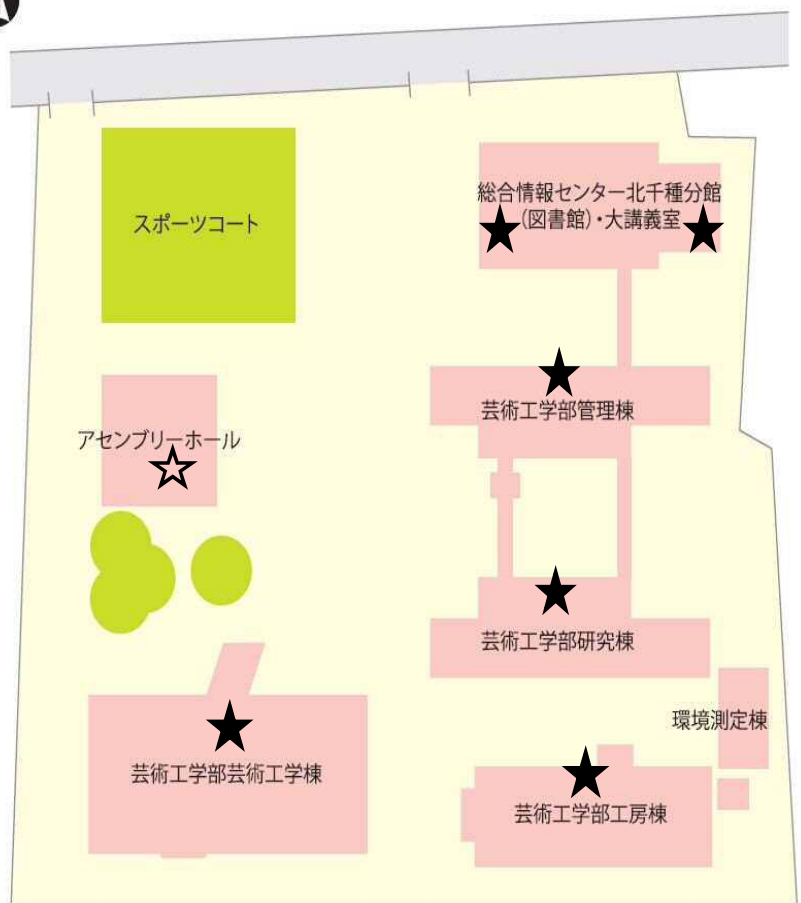 スポーツコート
総合情報センター北千種分館
(図書館)・大講義室
芸術工学部管理棟
アセンブリーホール
芸術工学部研究棟
環境測定棟
芸術工学部芸術工学棟
芸術工学部工房棟